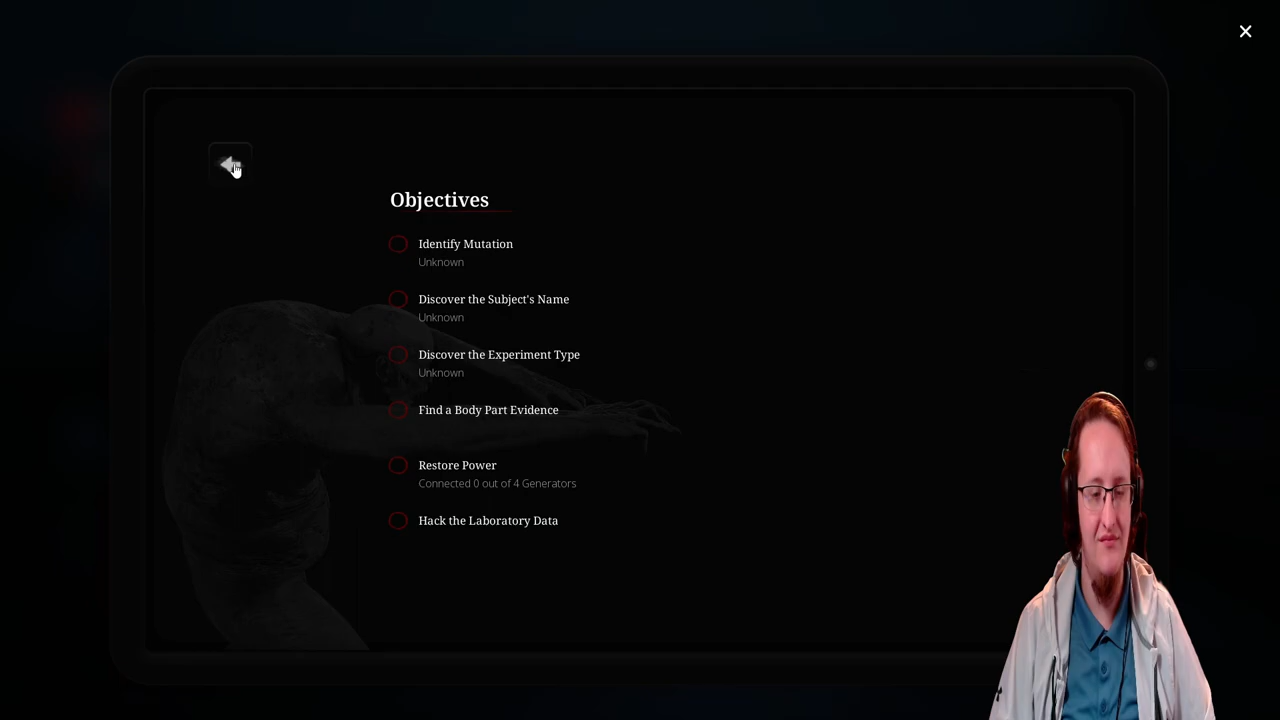 Objectives
Identify Mutation
Unknown
Discover the Subject's Name
Unknown
Discover the Experiment Type
Unknown
Find a Body Part Evidence
Restore Power
Connected 0 out of 4 Generators
Hack the Laboratory Data